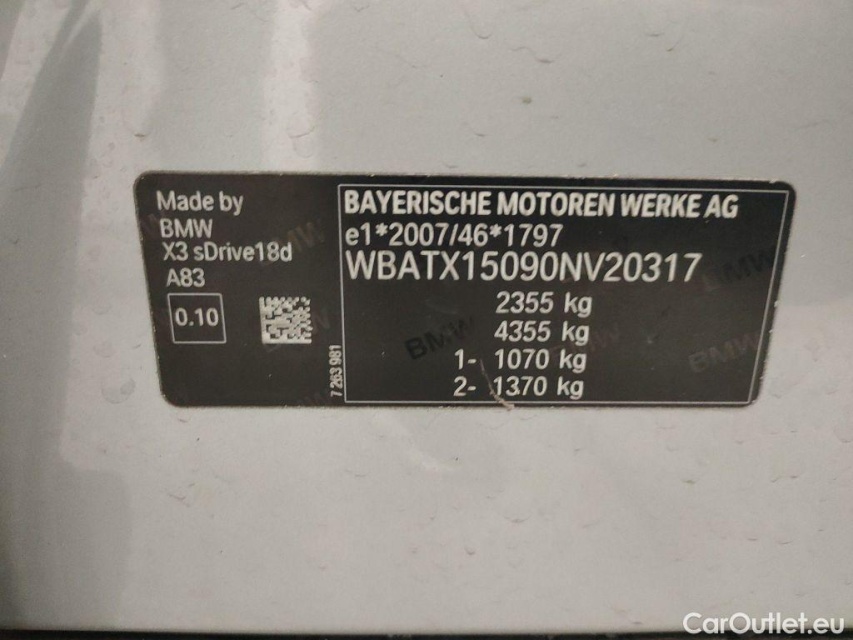 Made by
BMW
X3 sDrive18d
A83
0.10
7 263 981
BAYERISCHE MOTOREN WERKE AG
e1*2007/46*1797
WBATX15090NV20317
2355 kg
4355 kg
1- 1070 kg
2- 1370 kg
BMW
BMW
BMW
BMW
CarOutlet.eu